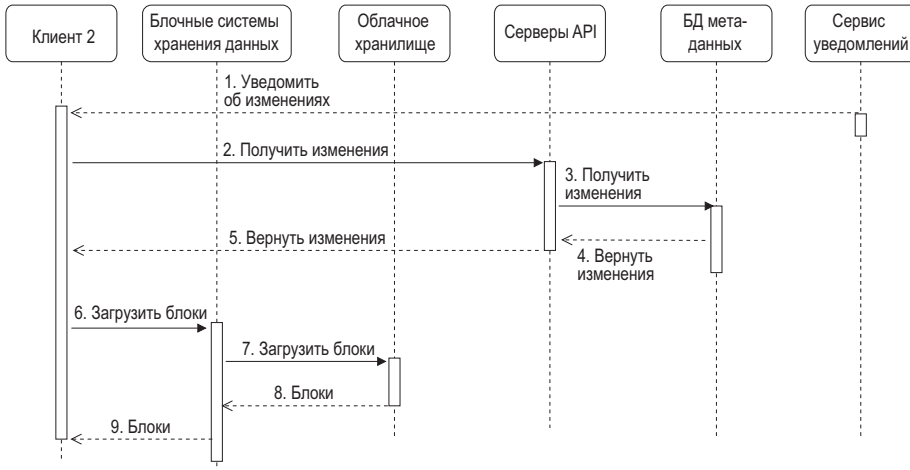 Клиент 2
Блочные системы
хранения данных
Облачное
хранилище
Серверы API
БД мета-
данных
Сервис
уведомлений
1. Уведомить
об изменениях
2. Получить изменения
3. Получить
изменения
4. Вернуть
изменения
5. Вернуть изменения
6. Загрузить блоки
7. Загрузить блоки
8. Блоки
9. Блоки